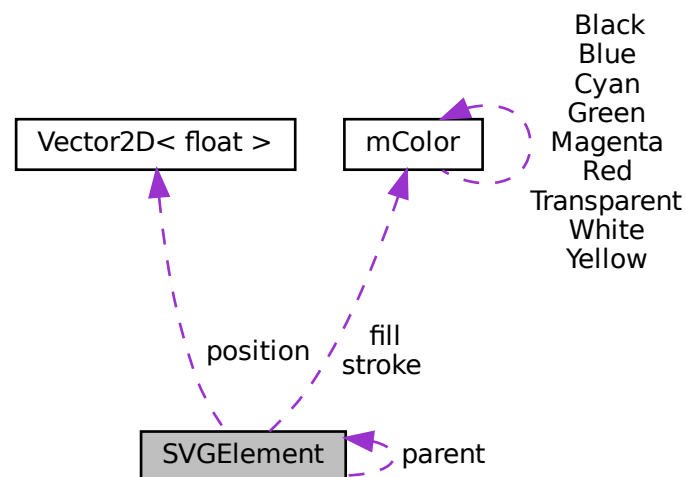 Black
Blue
Cyan
Green
Magenta
Red
Transparent
White
Yellow
Vector2D< float >
mColor
position
fill
stroke
SVGElement
parent